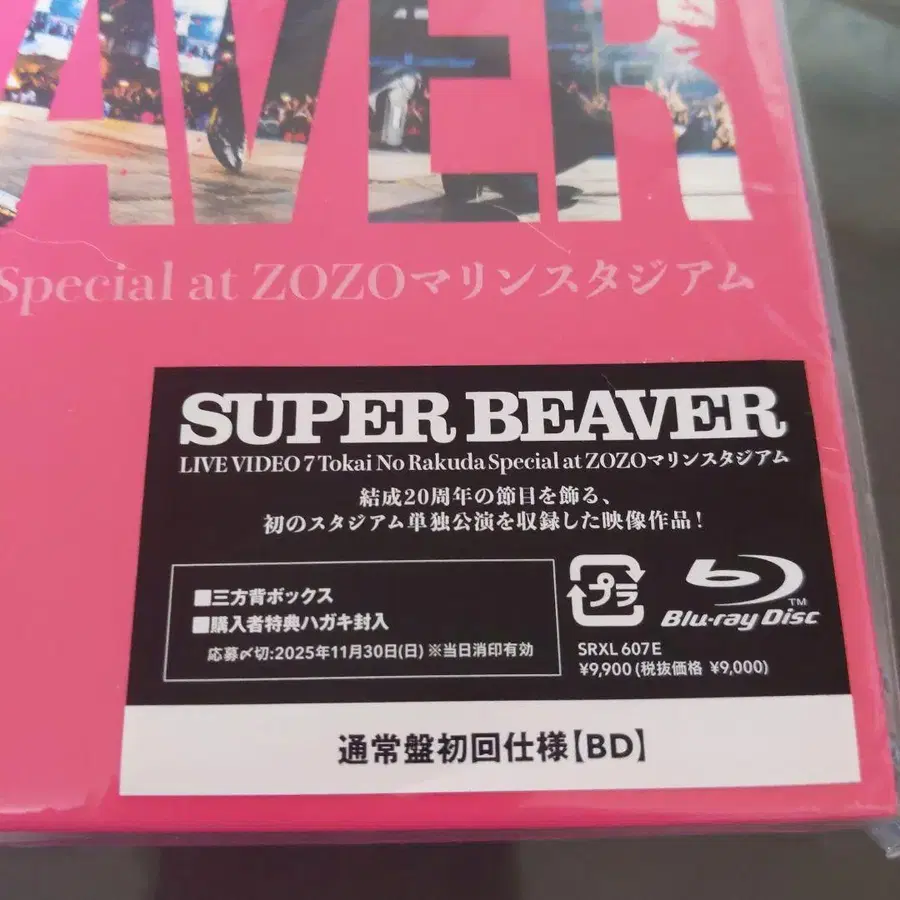 AVER
Special at ZOZOマリンスタジアム
SUPER BEAVER
LIVE VIDEO 7 Tokai No Rakuda Special at ZOZOマリンスタジアム
結成20周年の節目を飾る、
初のスタジアム単独公演を収録した映像作品!
■三方背ボックス
■購入者特典ハガキ封入
応募〆切:2025年11月30日(日) ※当日消印有効
プラ
Blu-ray Disc
TM
SRXL 607E
¥9,900 (税抜価格 ¥9,000)
通常盤初回仕様【BD】